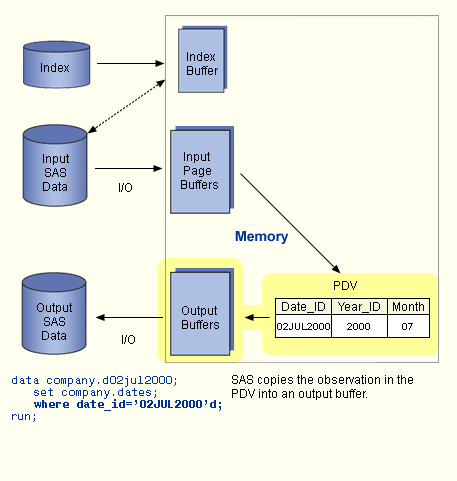 Index
Index
Buffer
Input
SAS
Data
I/O
Input
Page
Buffers
Memory
PDV
Date_ID Year_ID Month
02JUL2000 2000 07
Output
SAS
Data
I/O
Output
Buffers
data company.d02jul2000;
set company.dates;
where date_id='02JUL2000'd;
run;
SAS copies the observation in the
PDV into an output buffer.